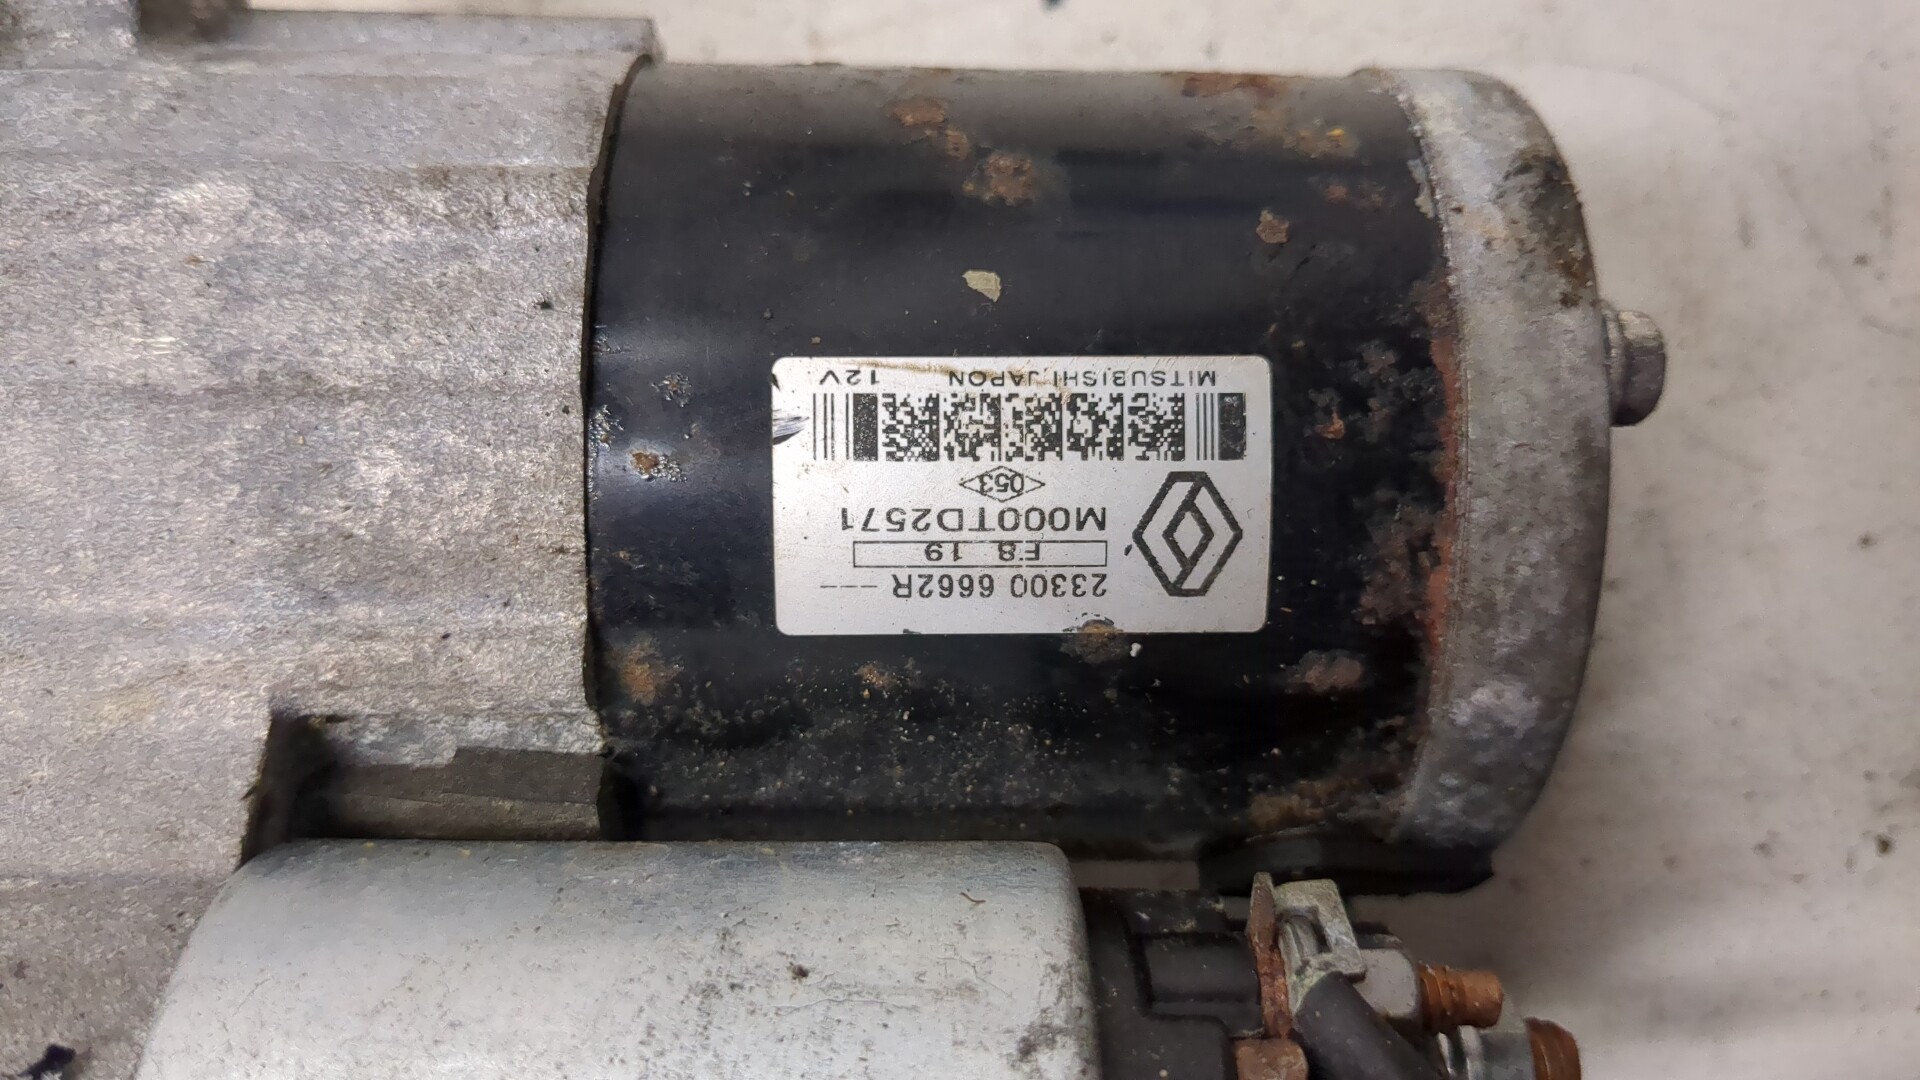 23300 6662R ---
F8 19
M000TD2571
053
MITSUBISHI JAPON 12V